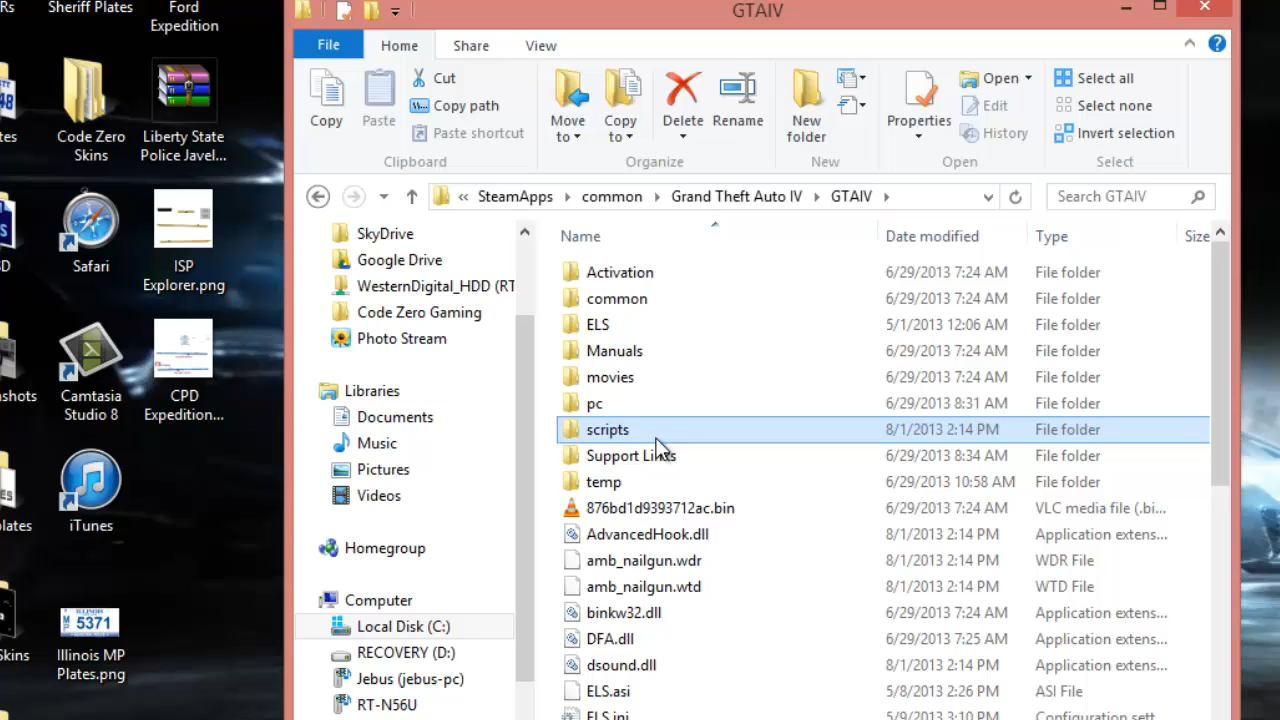 Rs
Sheriff Plates
Ford
Expedition
Code Zero
Skins
Liberty State
Police Javel...
Safari
ISP
Explorer.png
Camtasia
Studio 8
CPD
Expedition...
iTunes
MP
ILLINOIS
5371
Illinois MP
Plates.png
GTAIV
File
Home
Share
View
Copy
Paste
Cut
Copy path
Paste shortcut
Clipboard
Move
to
Copy
to
Delete
Rename
Organize
New
folder
New
Properties
Open
Edit
History
Open
Select all
Select none
Invert selection
Select
« SteamApps
common
Grand Theft Auto IV
GTAIV
Search GTAIV
SkyDrive
Google Drive
WesternDigital_HDD (RT
Code Zero Gaming
Photo Stream
Libraries
Documents
Music
Pictures
Videos
Homegroup
Computer
Local Disk (C:)
RECOVERY (D:)
Jebus (jebus-pc)
RT-N56U
Name Date modified Type Size
Activation 6/29/2013 7:24 AM File folder
common 6/29/2013 7:24 AM File folder
ELS 5/1/2013 12:06 AM File folder
Manuals 6/29/2013 7:24 AM File folder
movies 6/29/2013 7:24 AM File folder
pc 6/29/2013 8:31 AM File folder
scripts 8/1/2013 2:14 PM File folder
Support 6/29/2013 8:34 AM File folder
temp 6/29/2013 10:58 AM File folder
876bd1d9393712ac.bin 6/29/2013 7:24 AM VLC media file (.bi...
AdvancedHook.dll 8/1/2013 2:14 PM Application extens...
amb_nailgun.wdr 8/1/2013 2:14 PM WDR File
amb_nailgun.wtd 8/1/2013 2:14 PM WTD File
binkw32.dll 6/29/2013 7:24 AM Application extens...
DFA.dll 6/29/2013 7:25 AM Application extens...
dsound.dll 8/1/2013 2:14 PM Application extens...
ELS.asi 5/8/2013 2:26 PM ASI File
ELS.ini 5/9/2013 3:10 PM Configuration sett...